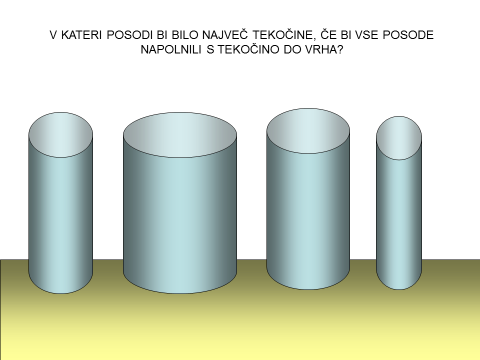 V KATERI POSODI BI BILO NAJVEČ TEKOČINE, ČE BI VSE POSODE
NAPOLNILI S TEKOČINO DO VRHA?